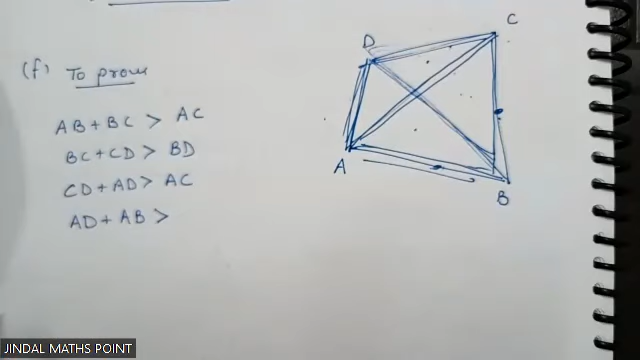 (f) To prove
AB + BC > AC
BC + CD > BD
CD + AD > AC
AD + AB >
D
C
A
B
JINDAL MATHS POINT